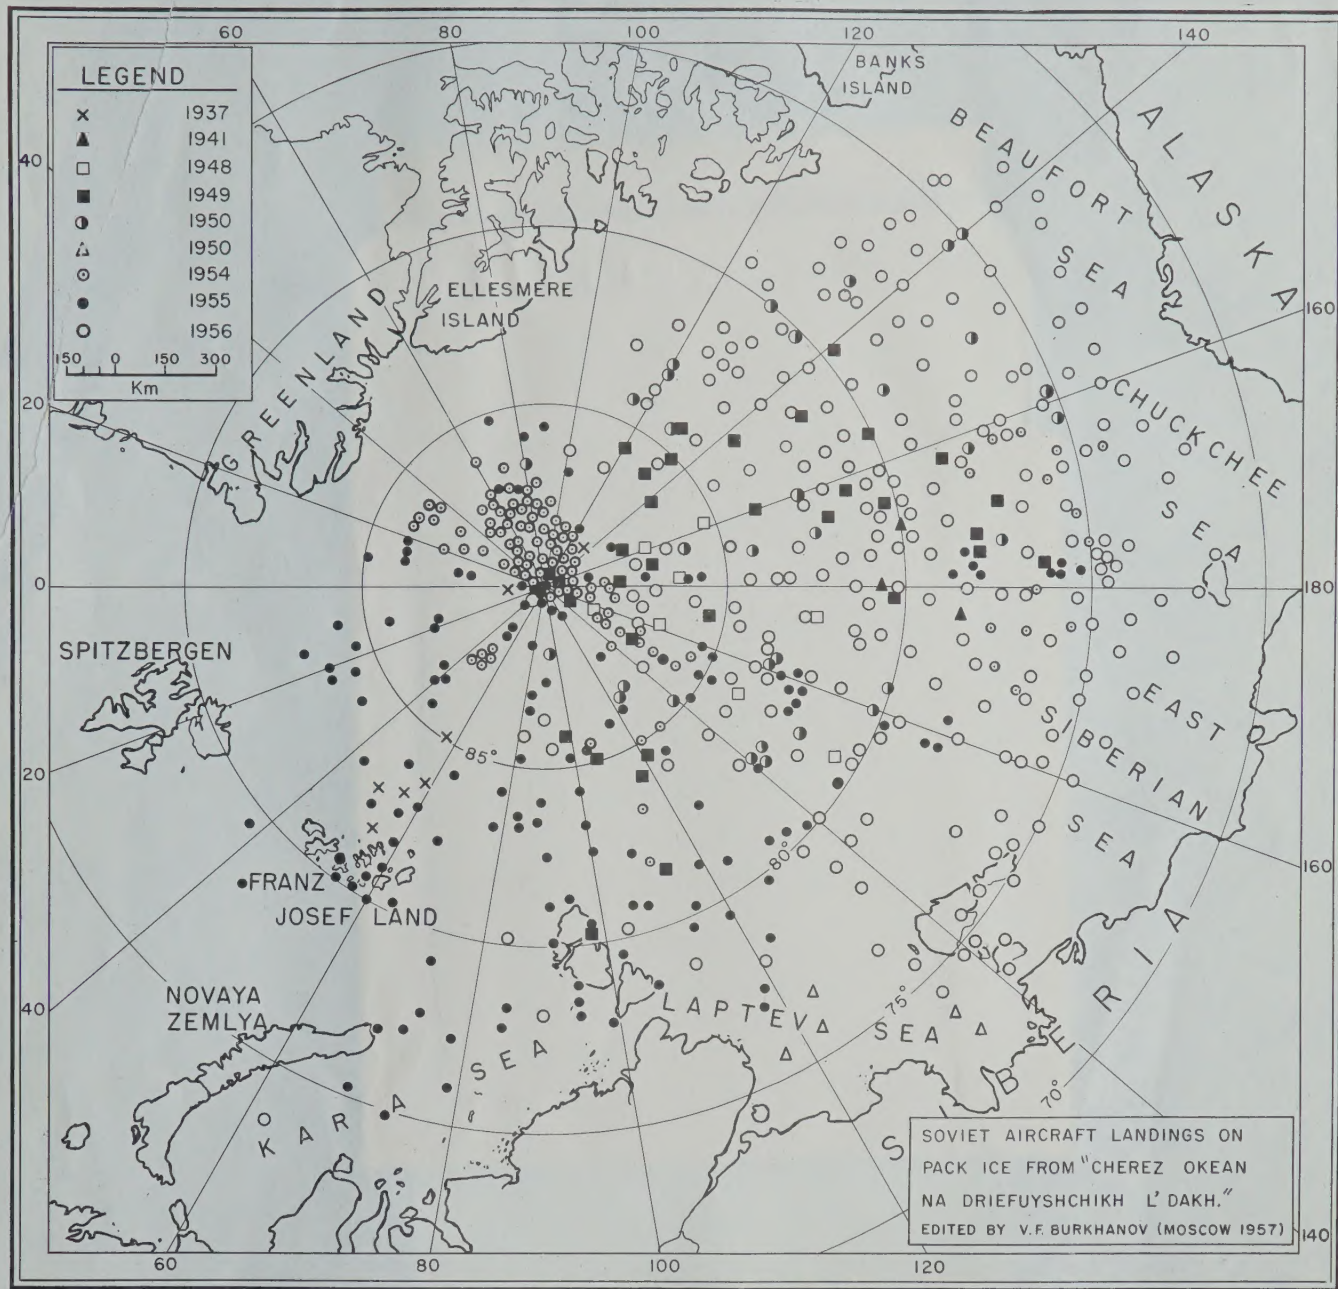 60 80 100 120 140
LEGEND
1937
1941
1948
1949
1950
1950
1954
1955
1956
150 0 150 300
Km
BANKS
ISLAND
BEAUFORT
SEA
ALASKA
ELLESMERE
ISLAND
GREENLAND
CHUCKCHEE
SEA
40
20
0
20
40
160
180
160
140
SPITZBERGEN
85°
80
75°
70°
EAST
SIBERIAN
SEA
FRANZ
JOSEF LAND
NOVAYA
ZEMLYA
LAPTEV
SEA
KARA
SEA
SIBERIA
SOVIET AIRCRAFT LANDINGS ON
PACK ICE FROM "CHEREZ OKEAN
NA DRIEFUYSHCHIKH L' DAKH."
EDITED BY V.F. BURKHANOV (MOSCOW 1957)
60 80 100 120